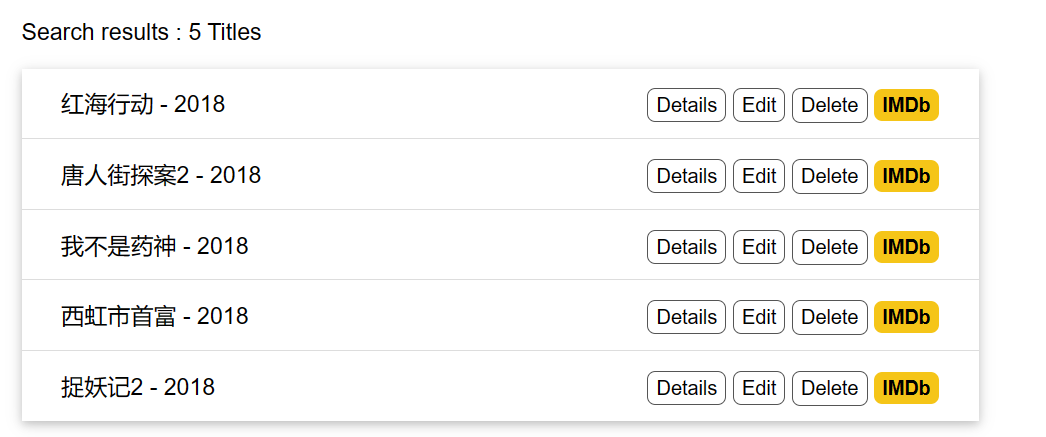 Search results : 5 Titles
红海行动 - 2018 Details Edit Delete IMDb
唐人街探案2 - 2018 Details Edit Delete IMDb
我不是药神 - 2018 Details Edit Delete IMDb
西虹市首富 - 2018 Details Edit Delete IMDb
捉妖记2 - 2018 Details Edit Delete IMDb